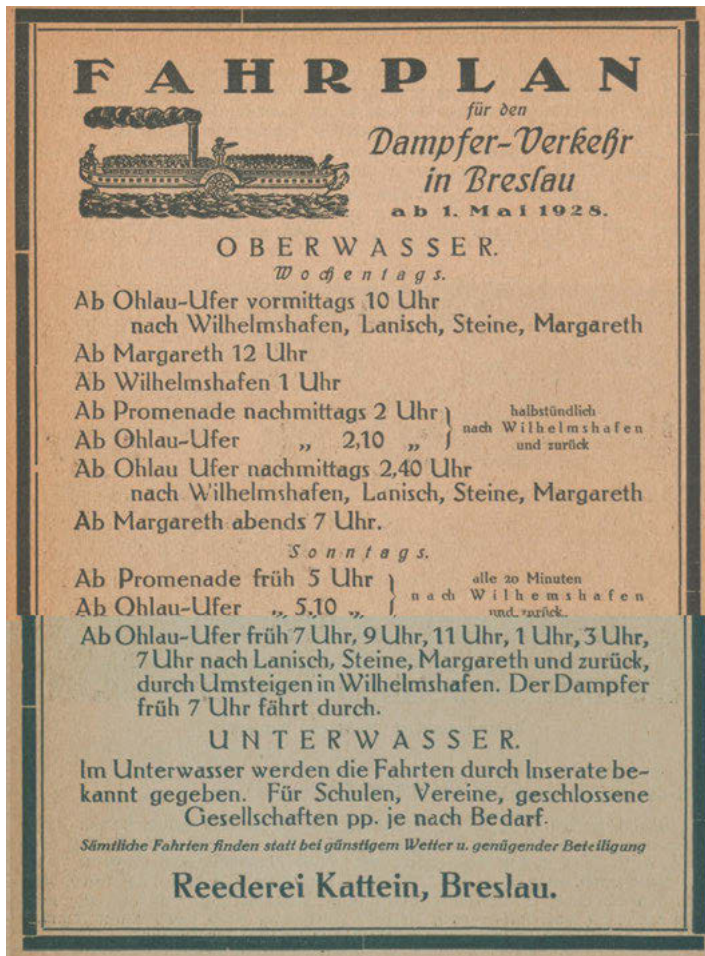 FAHRPLAN
für den
Dampfer-Verkehr
in Breslau
ab 1. Mai 1928.
OBERWASSER.
Wochentags.
Ab Ohlau-Ufer vormittags 10 Uhr
nach Wilhelmshafen, Lanisch, Steine, Margareth
Ab Margareth 12 Uhr
Ab Wilhelmshafen 1 Uhr
Ab Promenade nachmittags 2 Uhr } halbstündlich
nach Wilhelmshafen
Ab Ohlau-Ufer „ 2,10 „ } und zurück
Ab Ohlau Ufer nachmittags 2,40 Uhr
nach Wilhelmshafen, Lanisch, Steine, Margareth
Ab Margareth abends 7 Uhr.
Sonntags.
Ab Promenade früh 5 Uhr } alle 20 Minuten
nach Wilhemshafen
Ab Ohlau-Ufer „ 5,10 „ } und zurück.
Ab Ohlau-Ufer früh 7 Uhr, 9 Uhr, 11 Uhr, 1 Uhr, 3 Uhr,
7 Uhr nach Lanisch, Steine, Margareth und zurück,
durch Umsteigen in Wilhelmshafen. Der Dampfer
früh 7 Uhr fährt durch.
UNTERWASSER.
Im Unterwasser werden die Fahrten durch Inserate be-
kannt gegeben. Für Schulen, Vereine, geschlossene
Gesellschaften pp. je nach Bedarf.
Sämtliche Fahrten finden statt bei günstigem Wetter u. genügender Beteiligung
Reederei Kattein, Breslau.